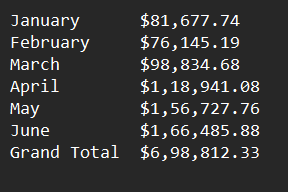 January $81,677.74
February $76,145.19
March $98,834.68
April $1,18,941.08
May $1,56,727.76
June $1,66,485.88
Grand Total $6,98,812.33